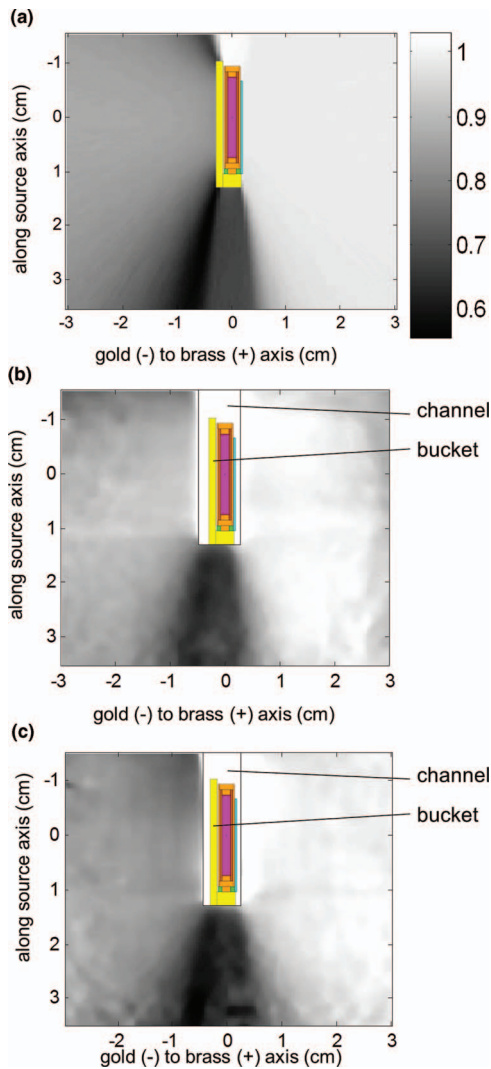 (a)
-1
0
1
2
3
along source axis (cm)
-3 -2 -1 0 1 2 3
gold (-) to brass (+) axis (cm)
1
0.9
0.8
0.7
0.6
(b)
-1
0
1
2
3
along source axis (cm)
channel
bucket
-3 -2 -1 0 1 2 3
gold (-) to brass (+) axis (cm)
(c)
-1
0
1
2
3
along source axis (cm)
channel
bucket
-2 -1 0 1 2 3
gold (-) to brass (+) axis (cm)